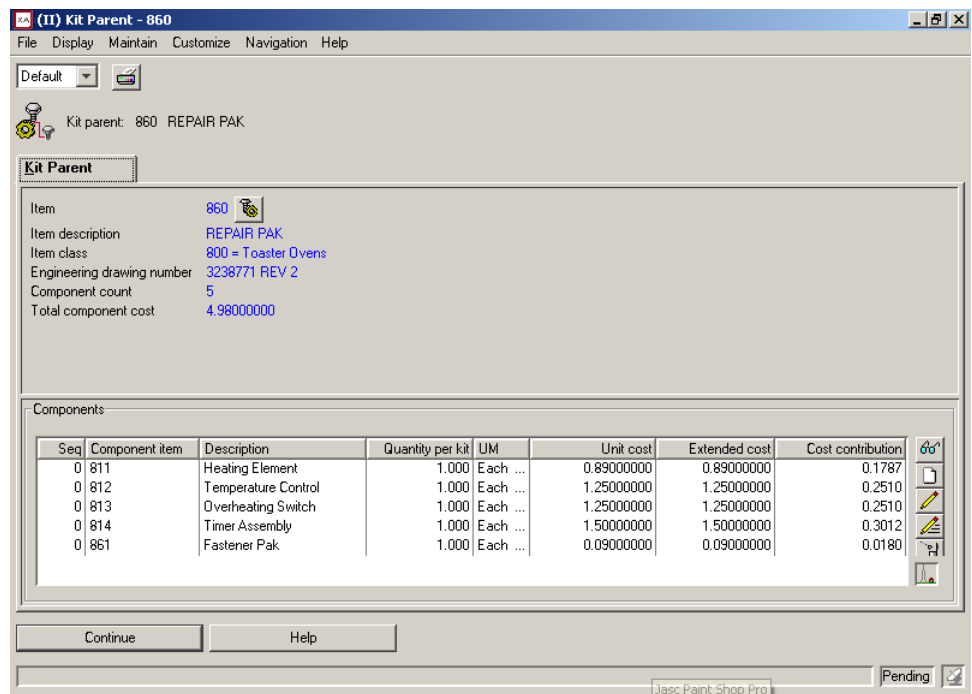 XA (II) Kit Parent - 860
File Display Maintain Customize Navigation Help
Default
Kit parent: 860 REPAIR PAK
Kit Parent
Item 860
Item description REPAIR PAK
Item class 800 = Toaster Ovens
Engineering drawing number 3238771 REV 2
Component count 5
Total component cost 4.98000000
Components
Seq Component item Description Quantity per kit UM Unit cost Extended cost Cost contribution
0 811 Heating Element 1.000 Each ... 0.89000000 0.89000000 0.1787
0 812 Temperature Control 1.000 Each ... 1.25000000 1.25000000 0.2510
0 813 Overheating Switch 1.000 Each ... 1.25000000 1.25000000 0.2510
0 814 Timer Assembly 1.000 Each ... 1.50000000 1.50000000 0.3012
0 861 Fastener Pak 1.000 Each ... 0.09000000 0.09000000 0.0180
Continue Help
Pending
Jasc Paint Shop Pro